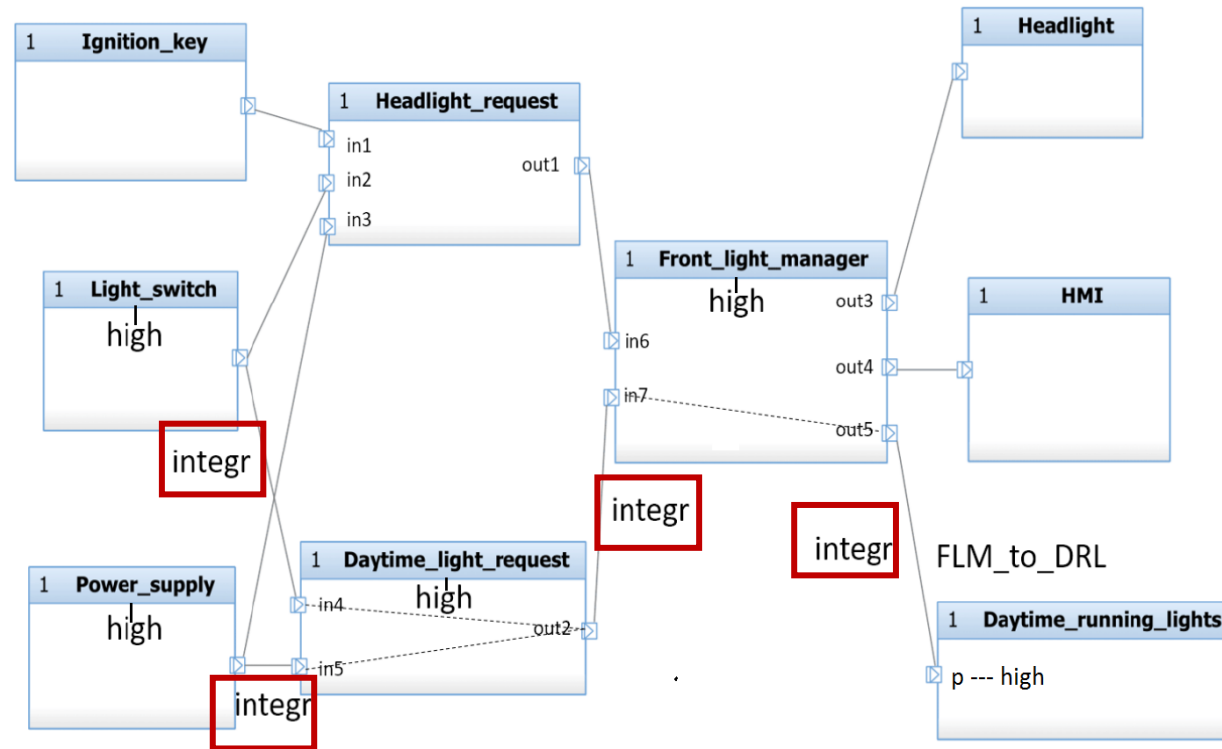 1 Ignition_key
1 Headlight
1 Headlight_request
in1
out1
in2
in3
1 Front_light_manager
high
out3
in6
out4
in7
out5
1 HMI
1 Light_switch
high
integr
integr
integr
FLM_to_DRL
1 Daytime_light_request
high
in4
out2
in5
1 Power_supply
high
integr
1 Daytime_running_lights
p --- high